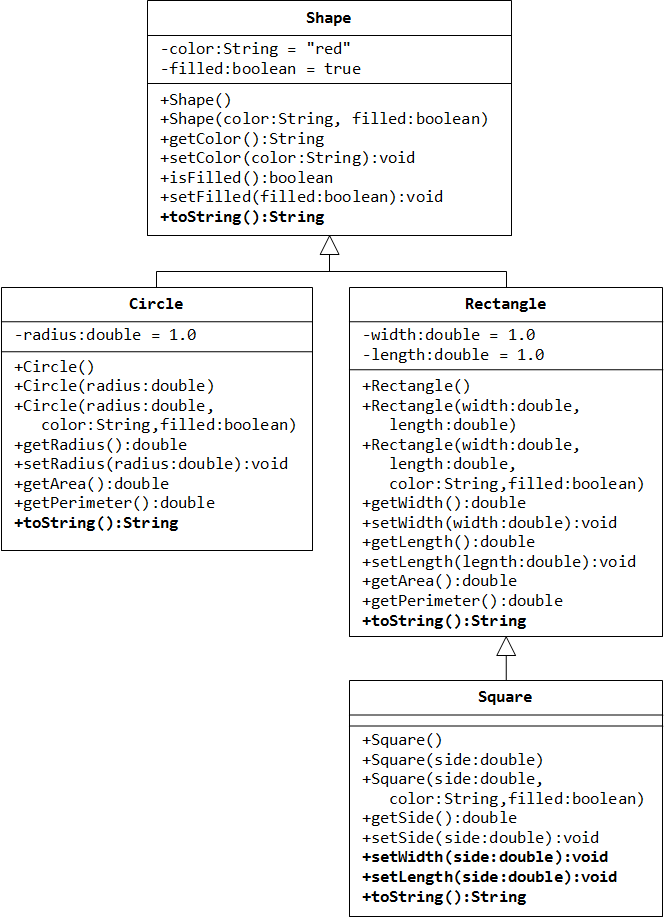 Shape
-color:String = "red"
-filled:boolean = true
+Shape()
+Shape(color:String, filled:boolean)
+getColor():String
+setColor(color:String):void
+isFilled():boolean
+setFilled(filled:boolean):void
+toString():String
Circle
-radius:double = 1.0
+Circle()
+Circle(radius:double)
+Circle(radius:double,
color:String,filled:boolean)
+getRadius():double
+setRadius(radius:double):void
+getArea():double
+getPerimeter():double
+toString():String
Rectangle
-width:double = 1.0
-length:double = 1.0
+Rectangle()
+Rectangle(width:double,
length:double)
+Rectangle(width:double,
length:double,
color:String,filled:boolean)
+getWidth():double
+setWidth(width:double):void
+getLength():double
+setLength(legnth:double):void
+getArea():double
+getPerimeter():double
+toString():String
Square
+Square()
+Square(side:double)
+Square(side:double,
color:String,filled:boolean)
+getSide():double
+setSide(side:double):void
+setWidth(side:double):void
+setLength(side:double):void
+toString():String